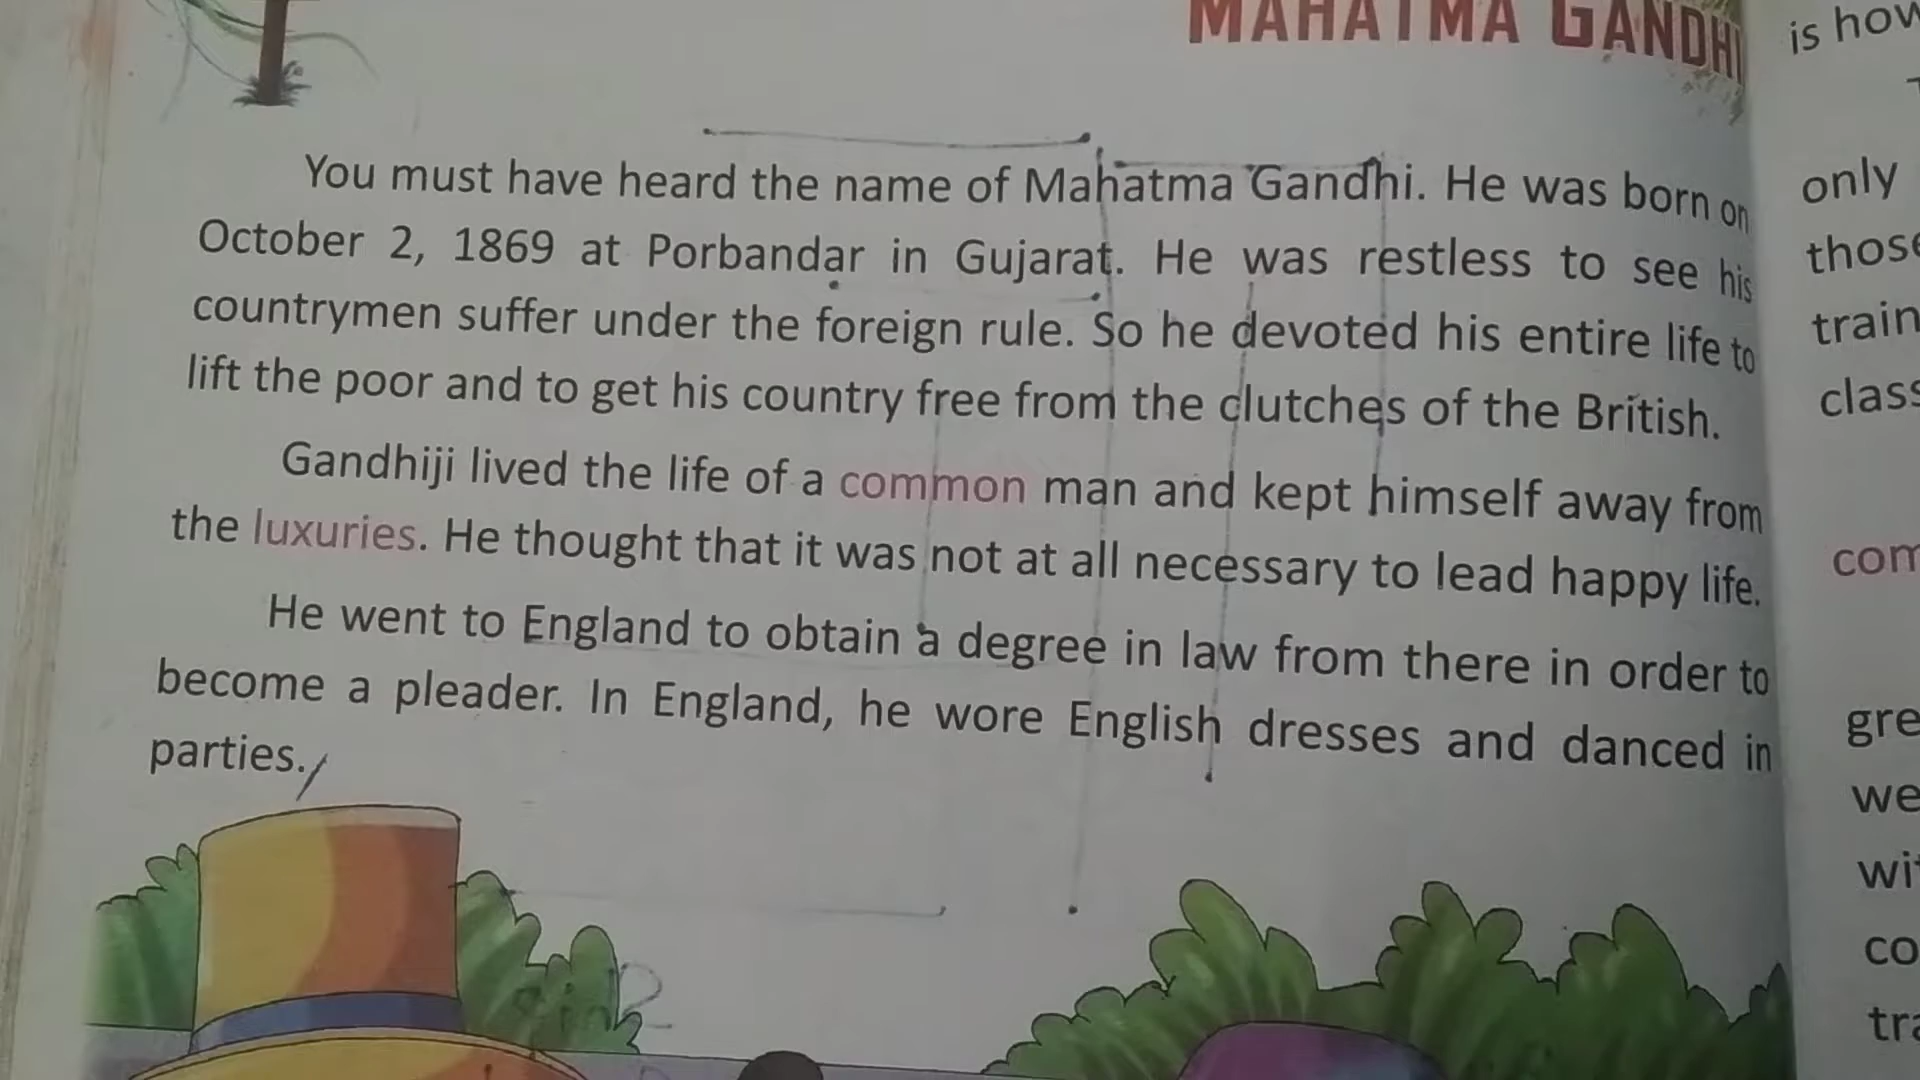 MAHATMA GANDHI
You must have heard the name of Mahatma Gandhi. He was born on
October 2, 1869 at Porbandar in Gujarat. He was restless to see his
countrymen suffer under the foreign rule. So he devoted his entire life to
lift the poor and to get his country free from the clutches of the British.
Gandhiji lived the life of a common man and kept himself away from
the luxuries. He thought that it was not at all necessary to lead happy life.
He went to England to obtain a degree in law from there in order to
become a pleader. In England, he wore English dresses and danced in
parties.
is how
only